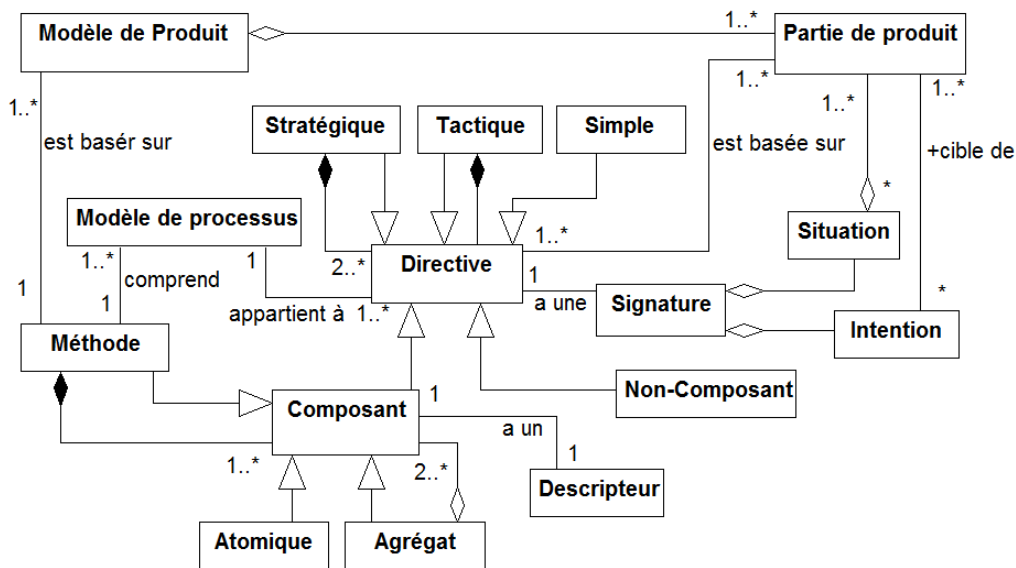 Modèle de Produit
1..*
Partie de produit
1..*
1..*
1..*
1..*
Stratégique
Tactique
Simple
est basér sur
est basée sur
+cible de
*
Modèle de processus
1..*
Situation
1..*
1
2..*
Directive
comprend
1
1
1
appartient à
1..*
a une
Signature
*
Intention
Méthode
Non-Composant
Composant
1
a un
1..*
2..*
1
Descripteur
Atomique
Agrégat